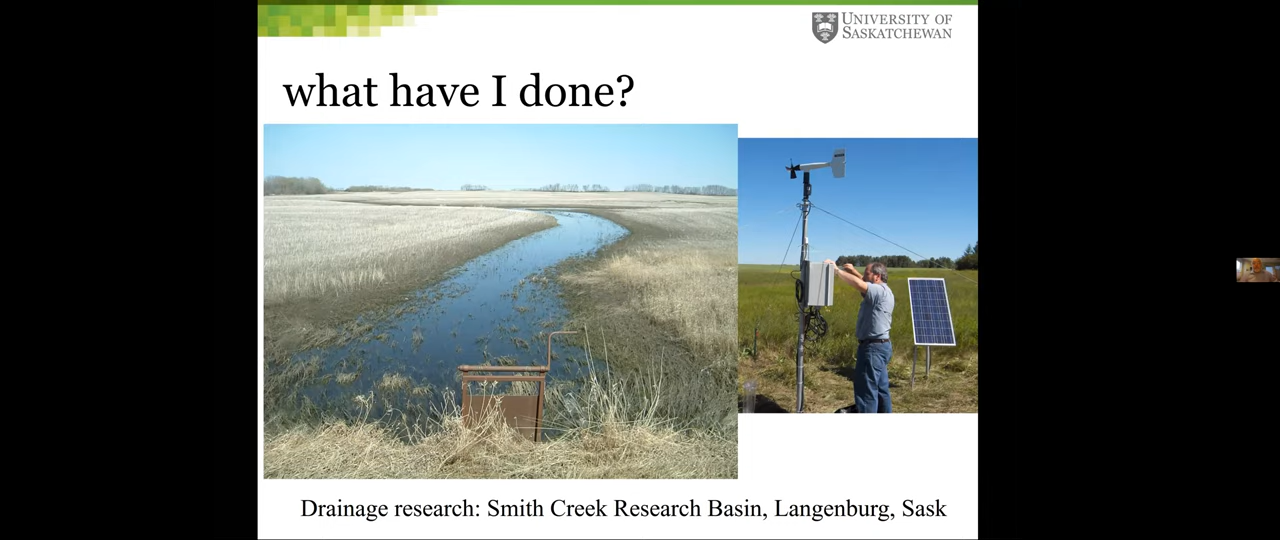 UNIVERSITY OF
SASKATCHEWAN
what have I done?
Drainage research: Smith Creek Research Basin, Langenburg, Sask